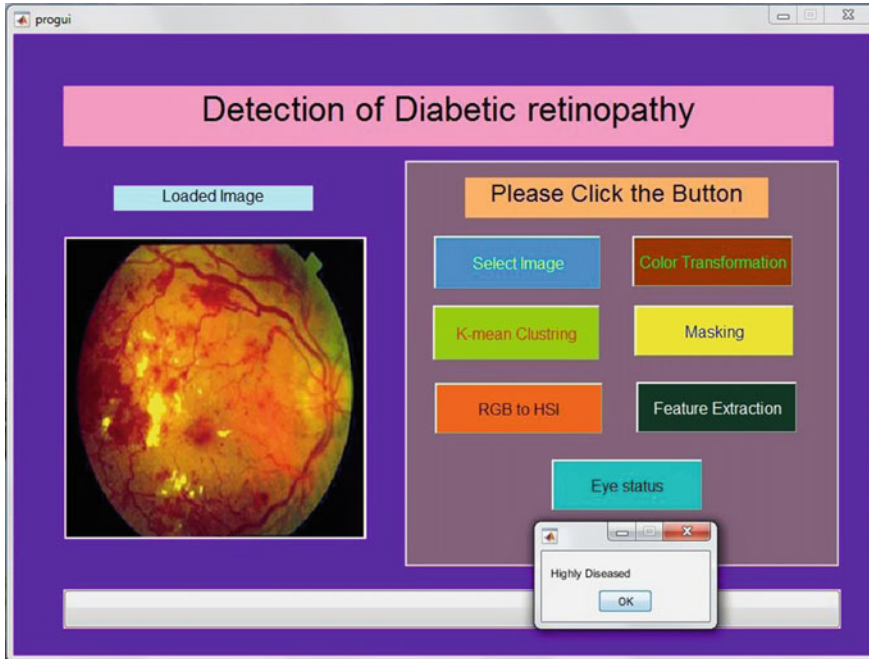 progui
Detection of Diabetic retinopathy
Loaded Image
Please Click the Button
Select Image
Color Transformation
K-mean Clustring
Masking
RGB to HSI
Feature Extraction
Eye status
Highly Diseased
OK